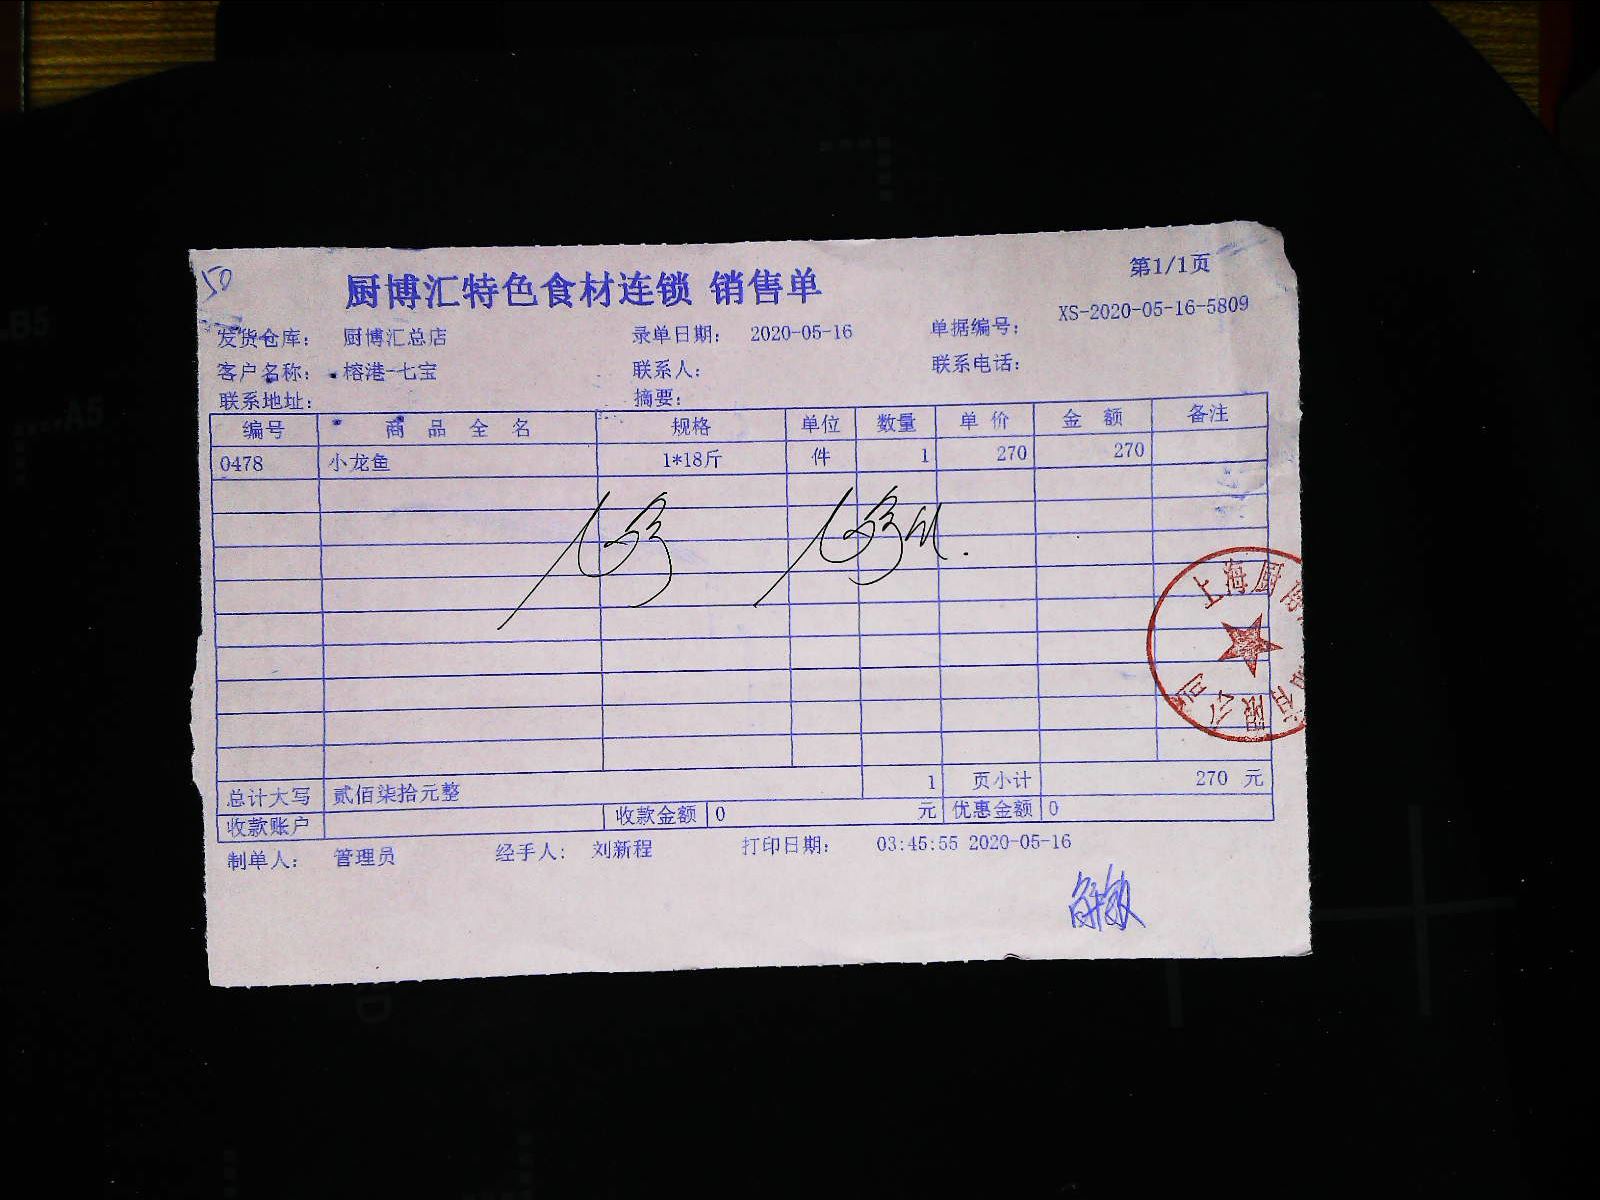 50
厨博汇特色食材连锁 销售单
第1/1页
发货仓库： 厨博汇总店 录单日期： 2020-05-16 单据编号： XS-2020-05-16-5809
客户名称： 榕港-七宝 联系人： 联系电话：
联系地址： 摘要：
编号 商品全名 规格 单位 数量 单价 金额 备注
0478 小龙鱼 1*18斤 件 1 270 270
上海厨
限公司
总计大写 贰佰柒拾元整 1 页小计 270 元
收款账户 收款金额 0 元 优惠金额 0
制单人： 管理员 经手人： 刘新程 打印日期： 03:45:55 2020-05-16